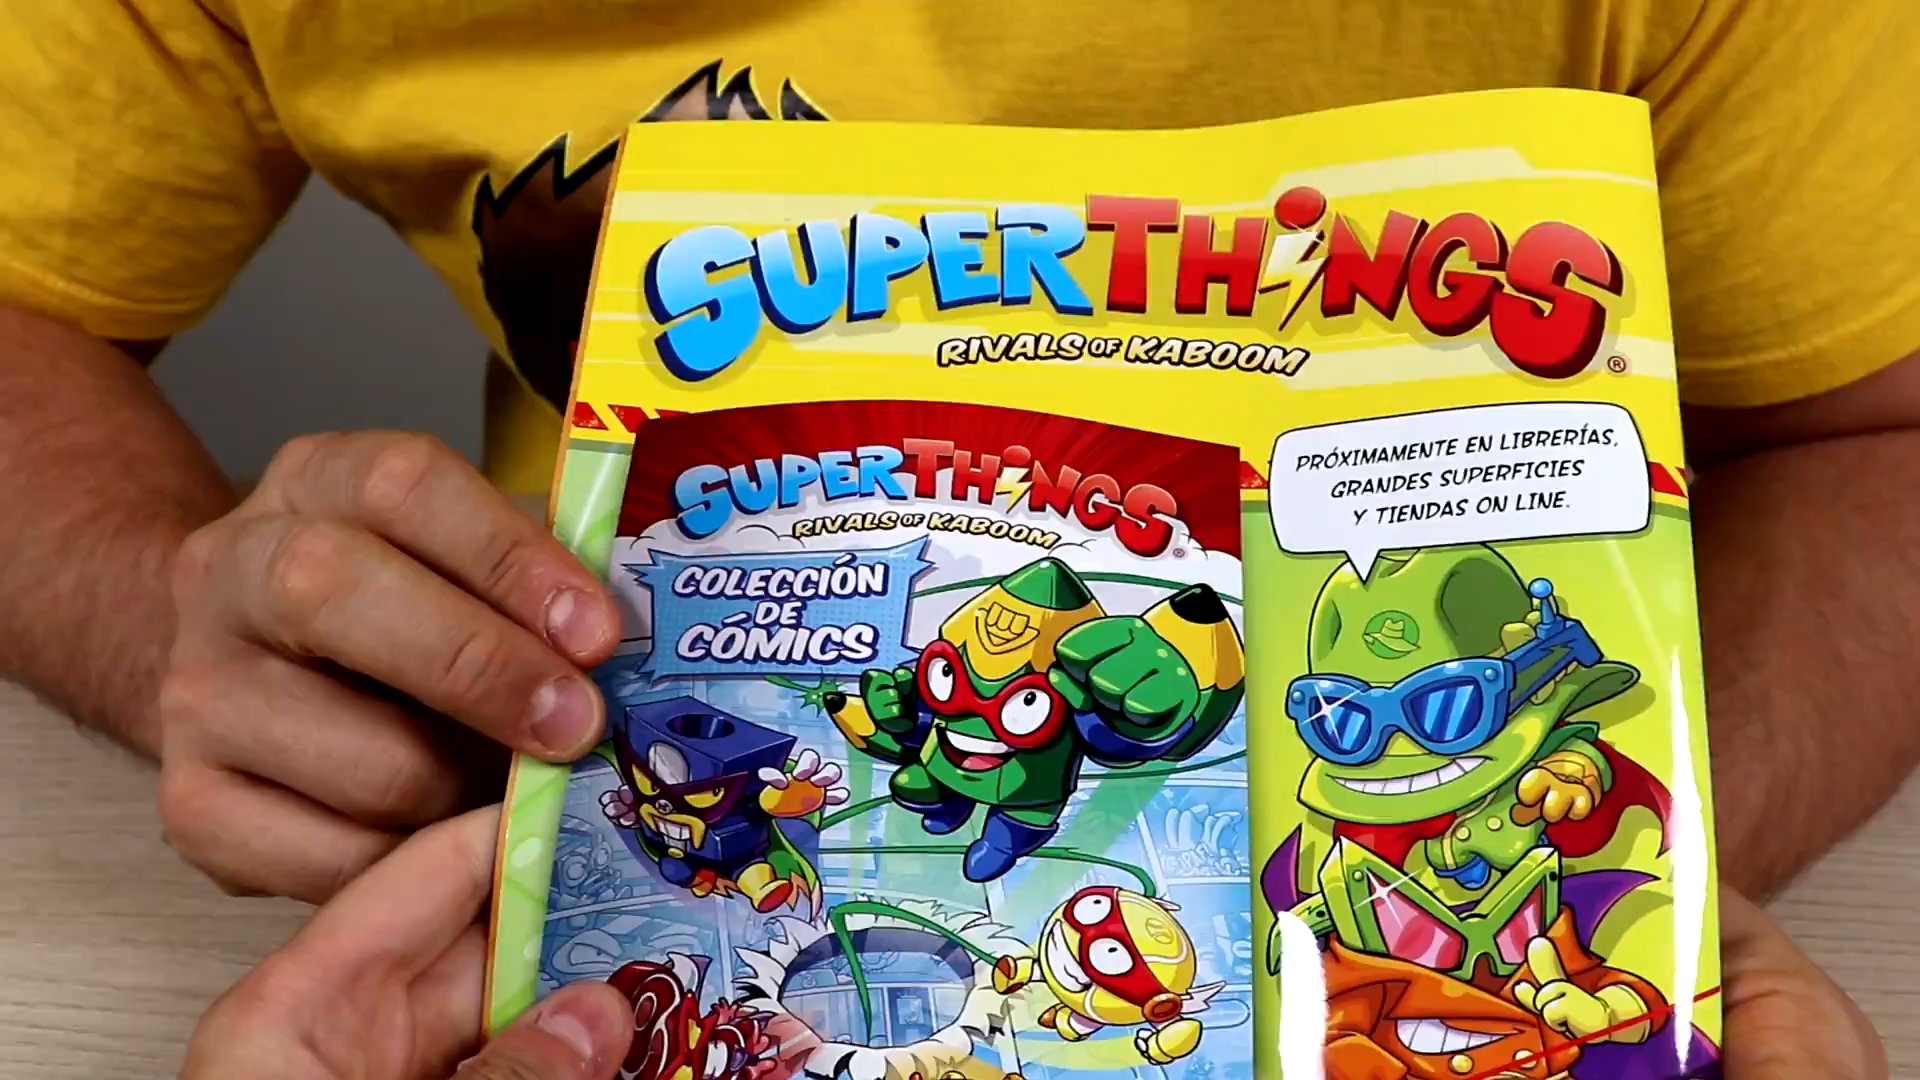 SUPERTHiNGS
RIVALS OF KABOOM
®
SUPERTHiNGS
RIVALS OF KABOOM
®
COLECCIÓN
DE
CÓMICS
PRÓXIMAMENTE EN LIBRERÍAS,
GRANDES SUPERFICIES
Y TIENDAS ON LINE.